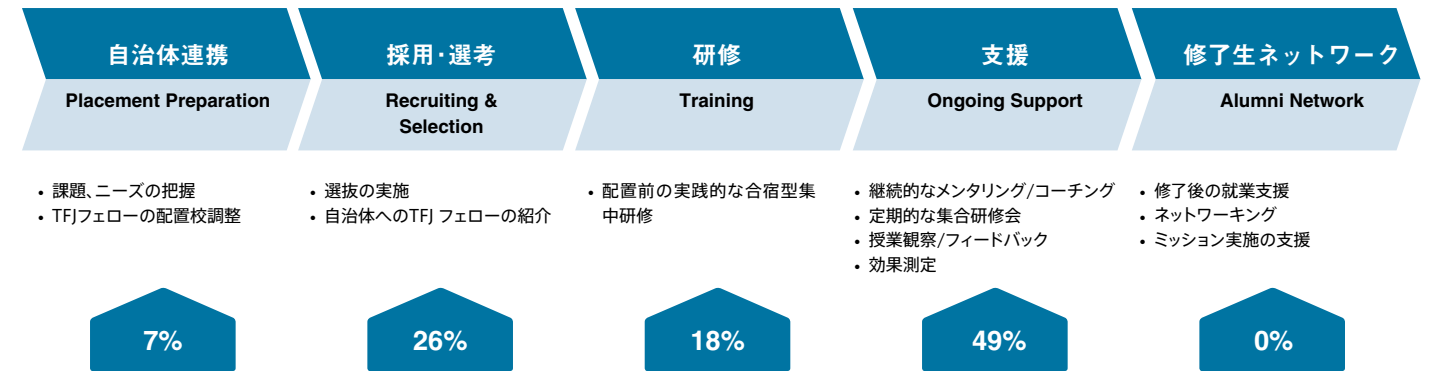 自治体連携
Placement Preparation
• 課題、ニーズの把握
• TFJフェローの配置校調整
7%
採用・選考
Recruiting &
Selection
• 選抜の実施
• 自治体へのTFJ フェローの紹介
26%
研修
Training
• 配置前の実践的な合宿型集
中研修
18%
支援
Ongoing Support
• 継続的なメンタリング/コーチング
• 定期的な集合研修会
• 授業観察/フィードバック
• 効果測定
49%
修了生ネットワーク
Alumni Network
• 修了後の就業支援
• ネットワーキング
• ミッション実施の支援
0%